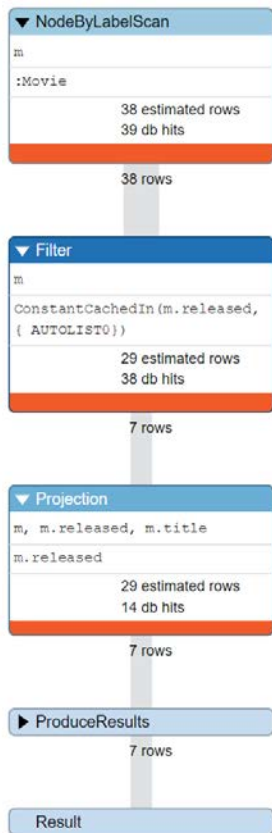 NodeByLabelScan
m
:Movie
38 estimated rows
39 db hits
38 rows
Filter
m
ConstantCachedIn(m.released,
{ AUTOLIST0})
29 estimated rows
38 db hits
7 rows
Projection
m, m.released, m.title
m.released
29 estimated rows
14 db hits
7 rows
ProduceResults
7 rows
Result